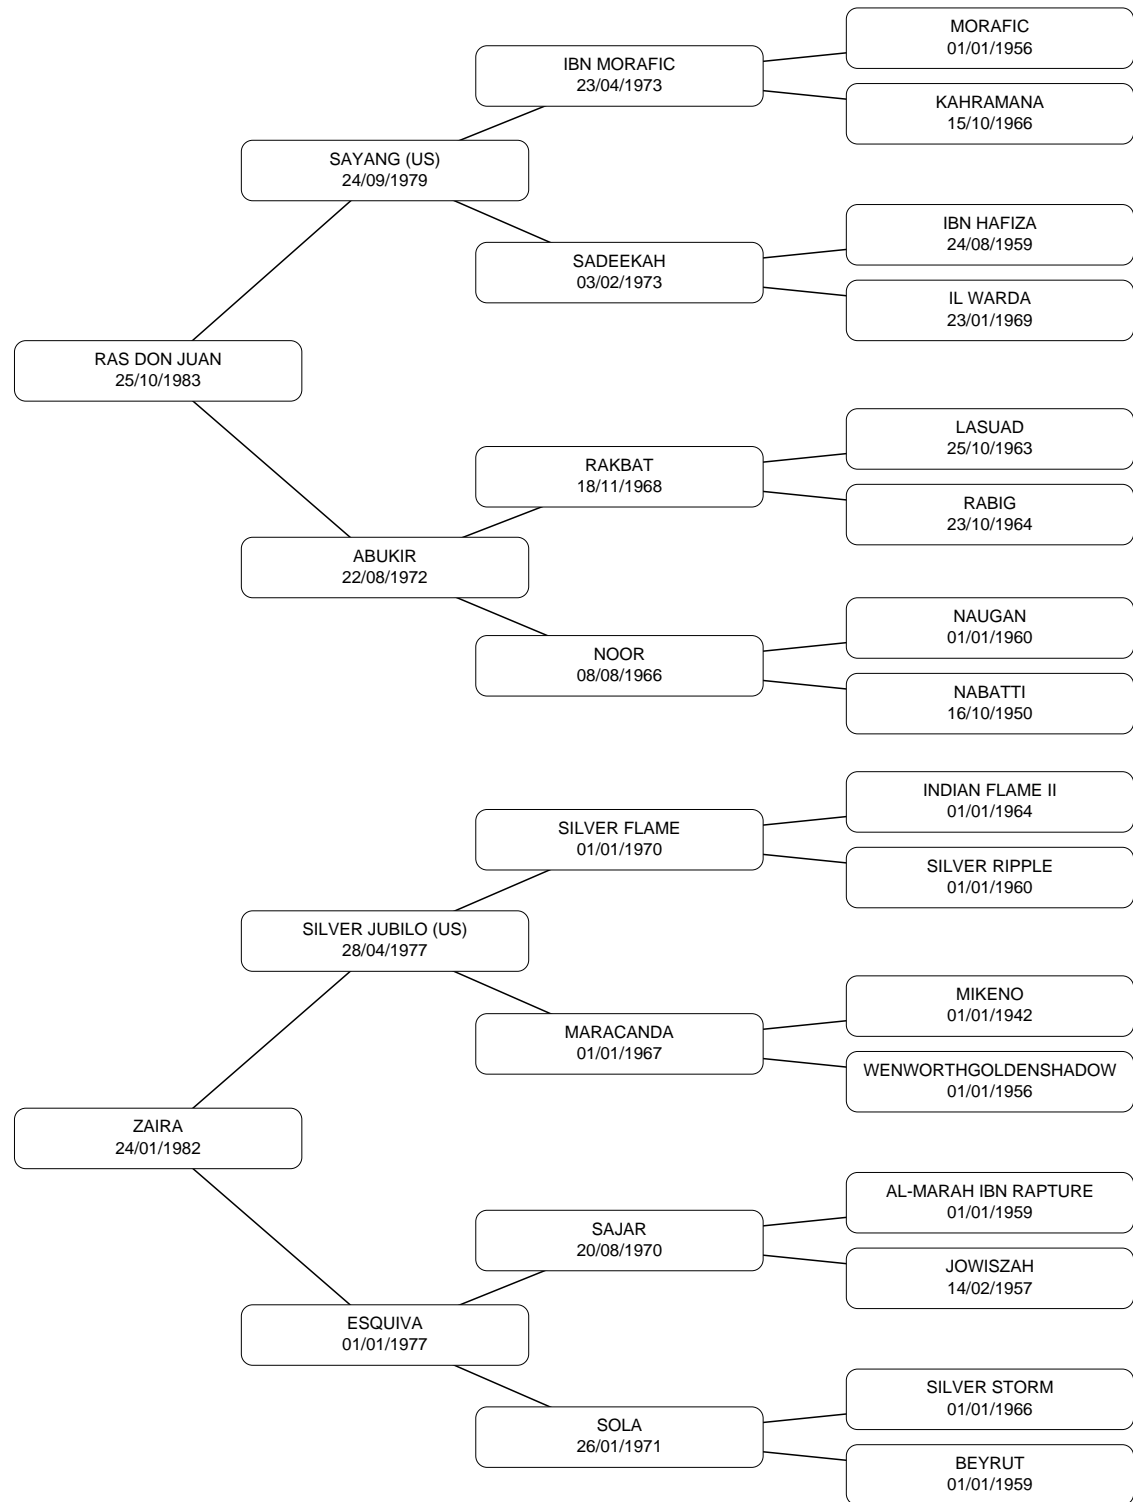 MORAFIC
01/01/1956
IBN MORAFIC
23/04/1973
KAHRAMANA
15/10/1966
SAYANG (US)
24/09/1979
IBN HAFIZA
24/08/1959
SADEEKAH
03/02/1973
IL WARDA
23/01/1969
RAS DON JUAN
25/10/1983
LASUAD
25/10/1963
RAKBAT
18/11/1968
RABIG
23/10/1964
ABUKIR
22/08/1972
NAUGAN
01/01/1960
NOOR
08/08/1966
NABATTI
16/10/1950
INDIAN FLAME II
01/01/1964
SILVER FLAME
01/01/1970
SILVER RIPPLE
01/01/1960
SILVER JUBILO (US)
28/04/1977
MIKENO
01/01/1942
MARACANDA
01/01/1967
WENWORTHGOLDENSHADOW
01/01/1956
ZAIRA
24/01/1982
AL-MARAH IBN RAPTURE
01/01/1959
SAJAR
20/08/1970
JOWISZAH
14/02/1957
ESQUIVA
01/01/1977
SILVER STORM
01/01/1966
SOLA
26/01/1971
BEYRUT
01/01/1959